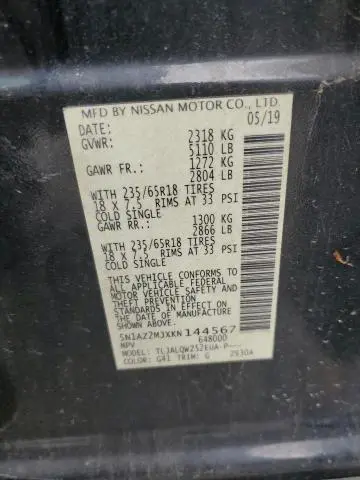 MFD BY NISSAN MOTOR CO., LTD.
DATE: 05/19
GVWR: 2318 KG
5110 LB
GAWR FR.: 1272 KG
2804 LB
WITH 235/65R18 TIRES
18 X 7.5 RIMS AT 33 PSI
COLD SINGLE
GAWR RR.: 1300 KG
2866 LB
WITH 235/65R18 TIRES
18 X 7.5 RIMS AT 33 PSI
COLD SINGLE
THIS VEHICLE CONFORMS TO ALL
APPLICABLE FEDERAL
MOTOR VEHICLE SAFETY
STANDARDS IN EFFECT ON THE
DATE OF MANUFACTURE SHOWN
ABOVE.
5N1AZ2MJXKN144567
MPV 648000
MODEL: TLJALQWZ52EUA-P----
COLOR: G41 TRIM: G 2930A